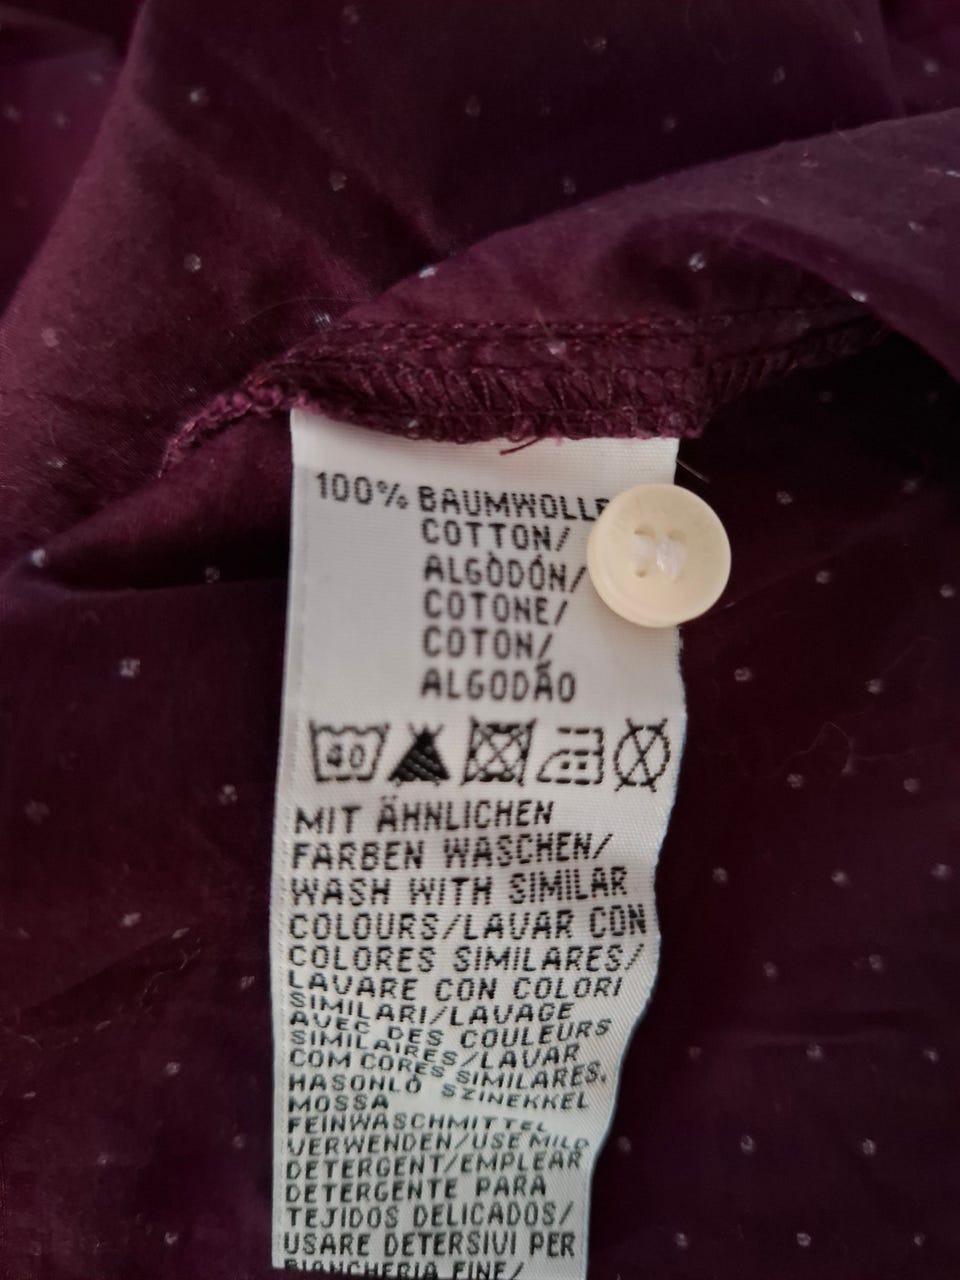 100% BAUMWOLLE
COTTON/
ALGÒDÓN/
COTONE/
COTON/
ALGODÃO
40
MIT ÄHNLICHEN
FARBEN WASCHEN/
WASH WITH SIMILAR
COLOURS/LAVAR CON
COLORES SIMILARES/
LAVARE CON COLORI
SIMILARI/LAVAGE
AVEC DES COULEURS
SIMILAIRES/LAVAR
COM CORES SIMILARES.
HASONLÓ SZINEKKEL
MOSSA
FEINWASCHMITTEL
VERWENDEN/USE MILD
DETERGENT/EMPLEAR
DETERGENTE PARA
TEJIDOS DELICADOS/
USARE DETERSIVI PER
BIANCHERIA FINE/